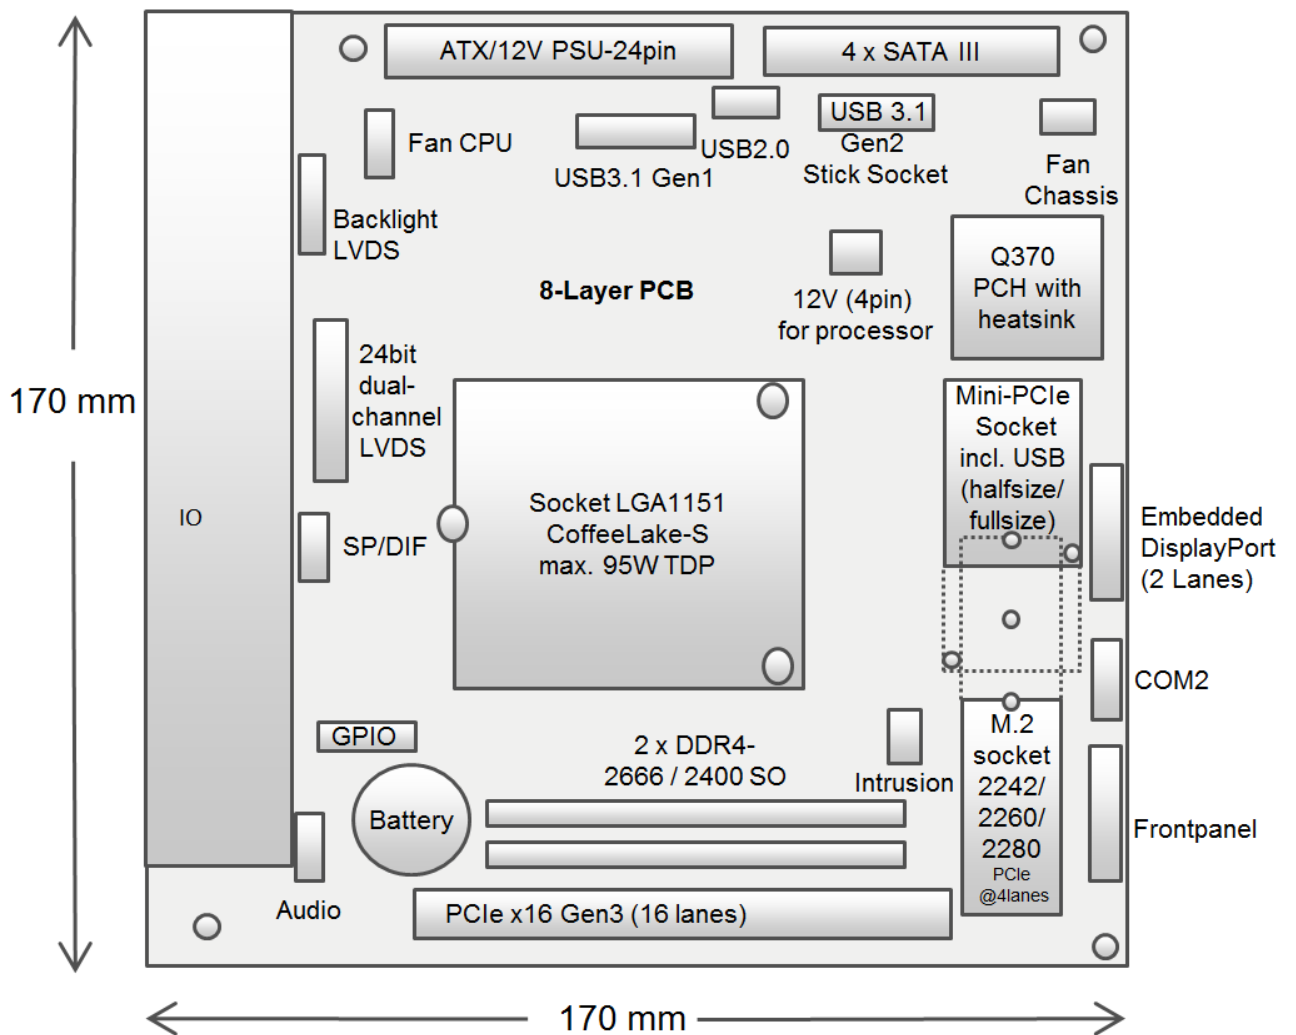 ATX/12V PSU-24pin
4 x SATA III
Fan CPU
USB3.1 Gen1
USB2.0
USB 3.1
Gen2
Stick Socket
Fan
Chassis
Backlight
LVDS
8-Layer PCB
12V (4pin)
for processor
Q370
PCH with
heatsink
170 mm
24bit
dual-
channel
LVDS
Mini-PCIe
Socket
incl. USB
(halfsize/
fullsize)
IO
SP/DIF
Socket LGA1151
CoffeeLake-S
max. 95W TDP
Embedded
DisplayPort
(2 Lanes)
COM2
GPIO
2 x DDR4-
2666 / 2400 SO
Intrusion
M.2
socket
2242/
2260/
2280
PCIe
@4lanes
Battery
Frontpanel
Audio
PCIe x16 Gen3 (16 lanes)
170 mm